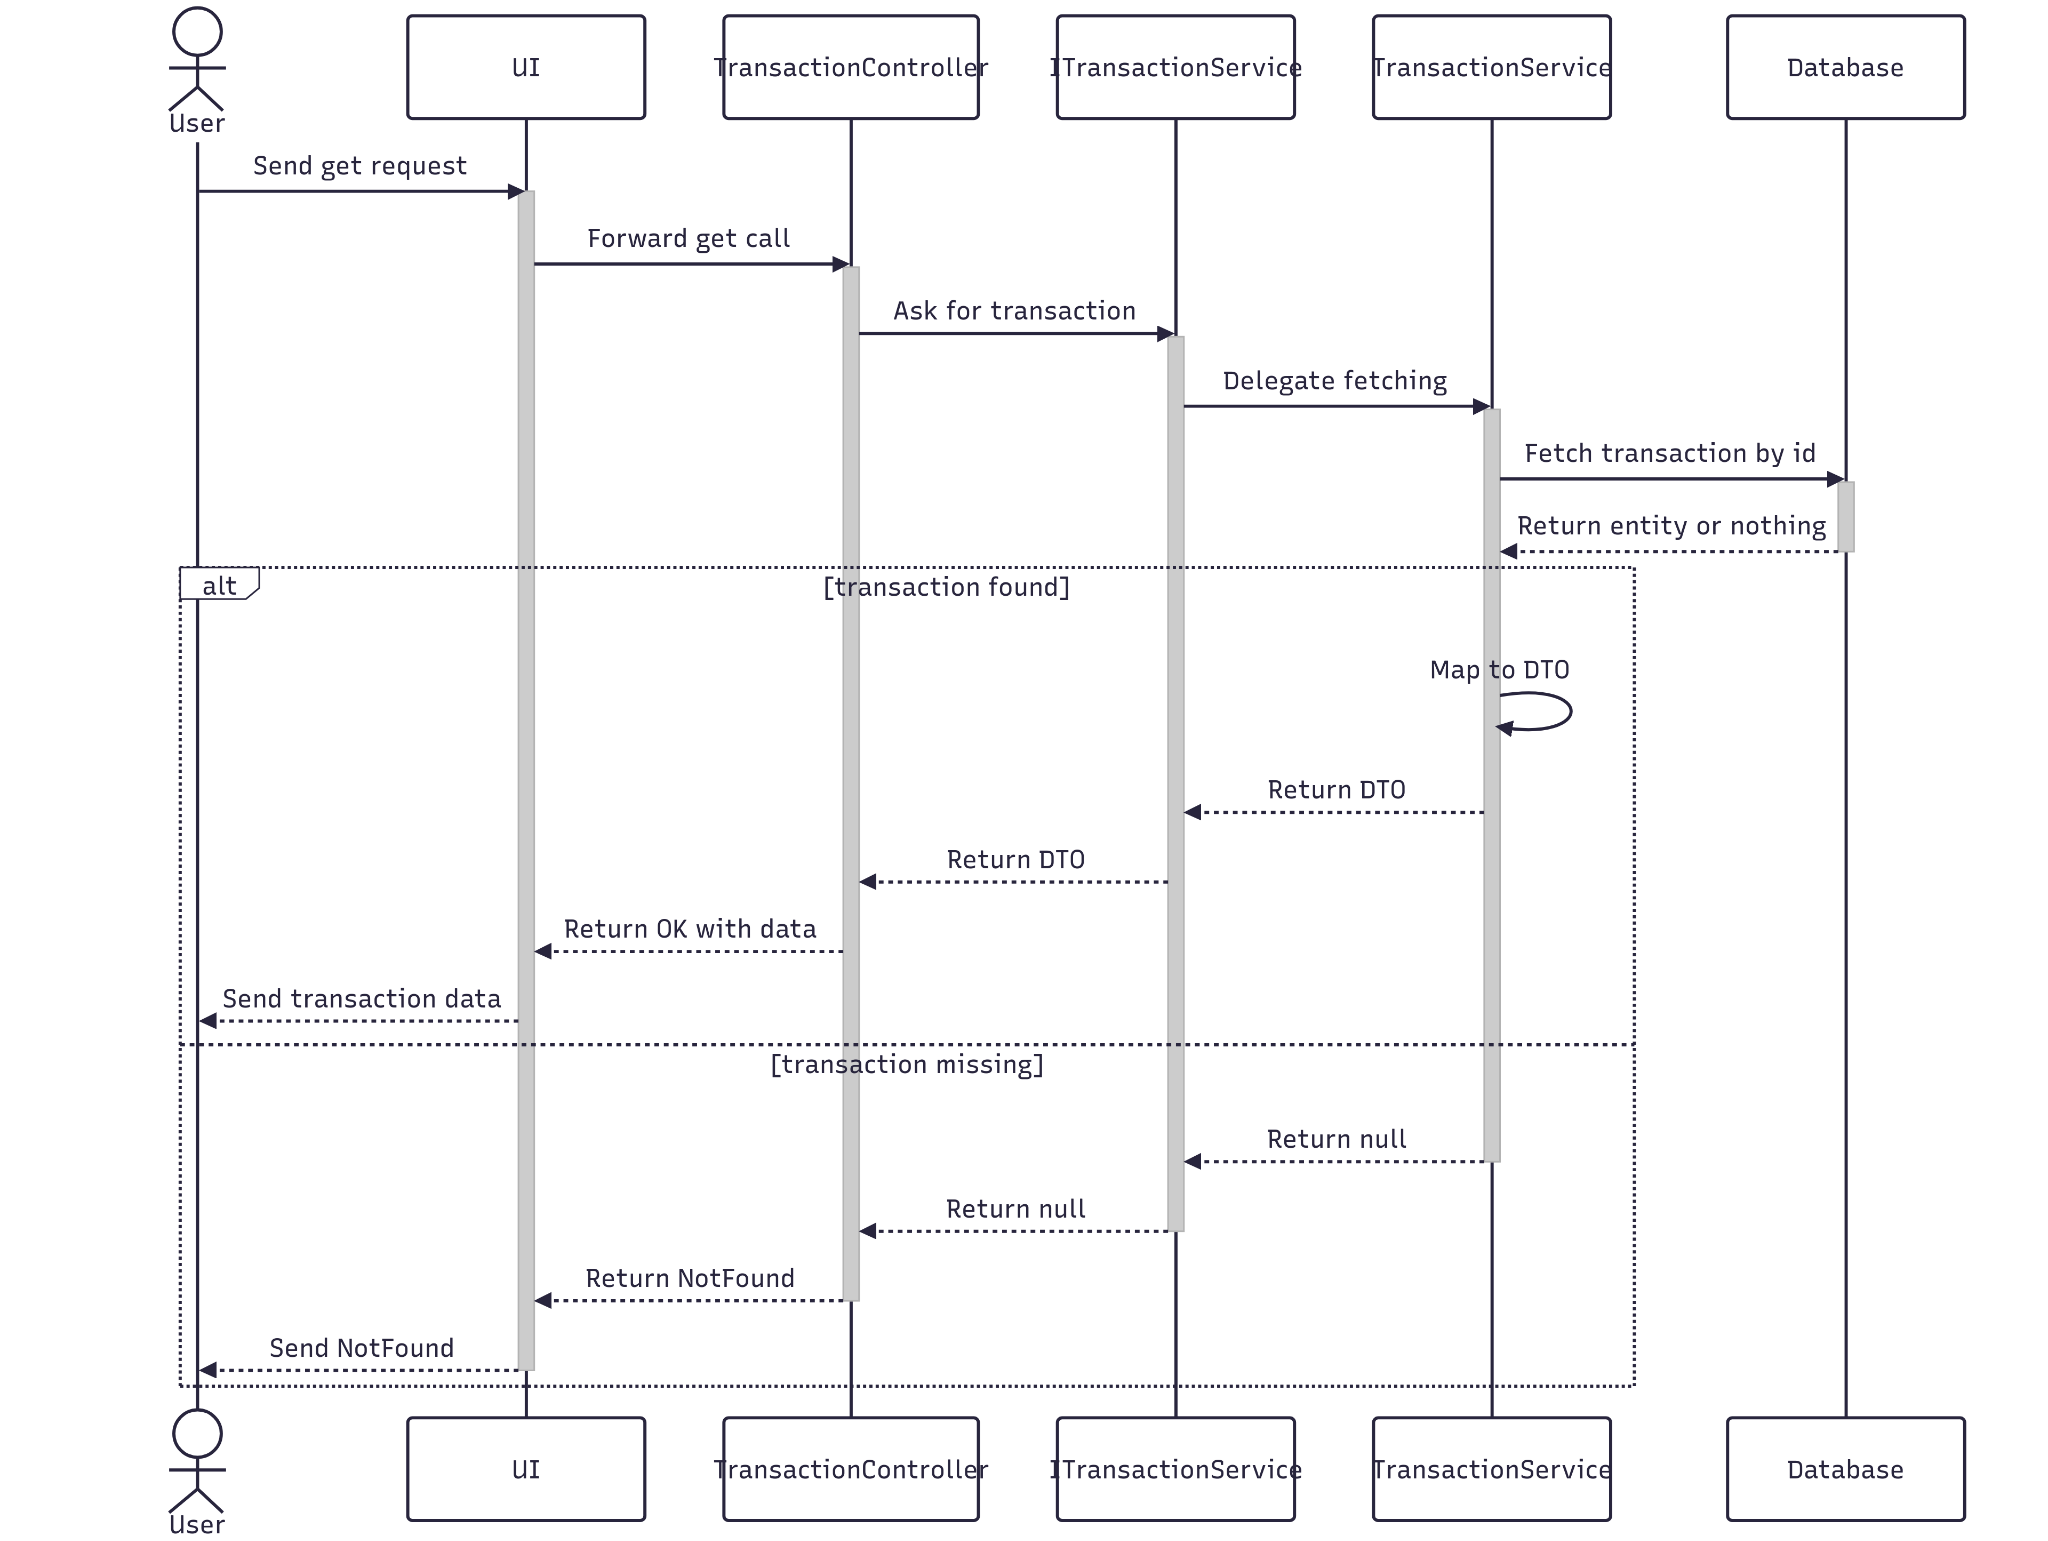 User
UI
TransactionController
ITransactionService
TransactionService
Database
Send get request
Forward get call
Ask for transaction
Delegate fetching
Fetch transaction by id
Return entity or nothing
alt
[transaction found]
Map to DTO
Return DTO
Return DTO
Return OK with data
Send transaction data
[transaction missing]
Return null
Return null
Return NotFound
Send NotFound
User
UI
TransactionController
ITransactionService
TransactionService
Database